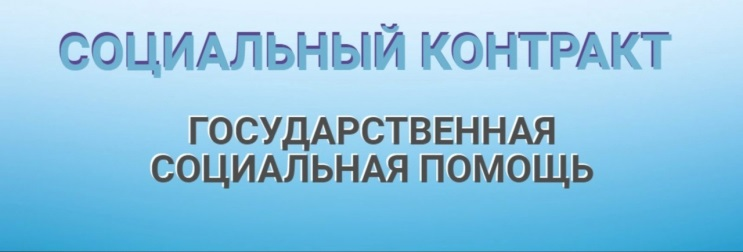 СОЦИАЛЬНЫЙ КОНТРАКТ
ГОСУДАРСТВЕННАЯ
СОЦИАЛЬНАЯ ПОМОЩЬ